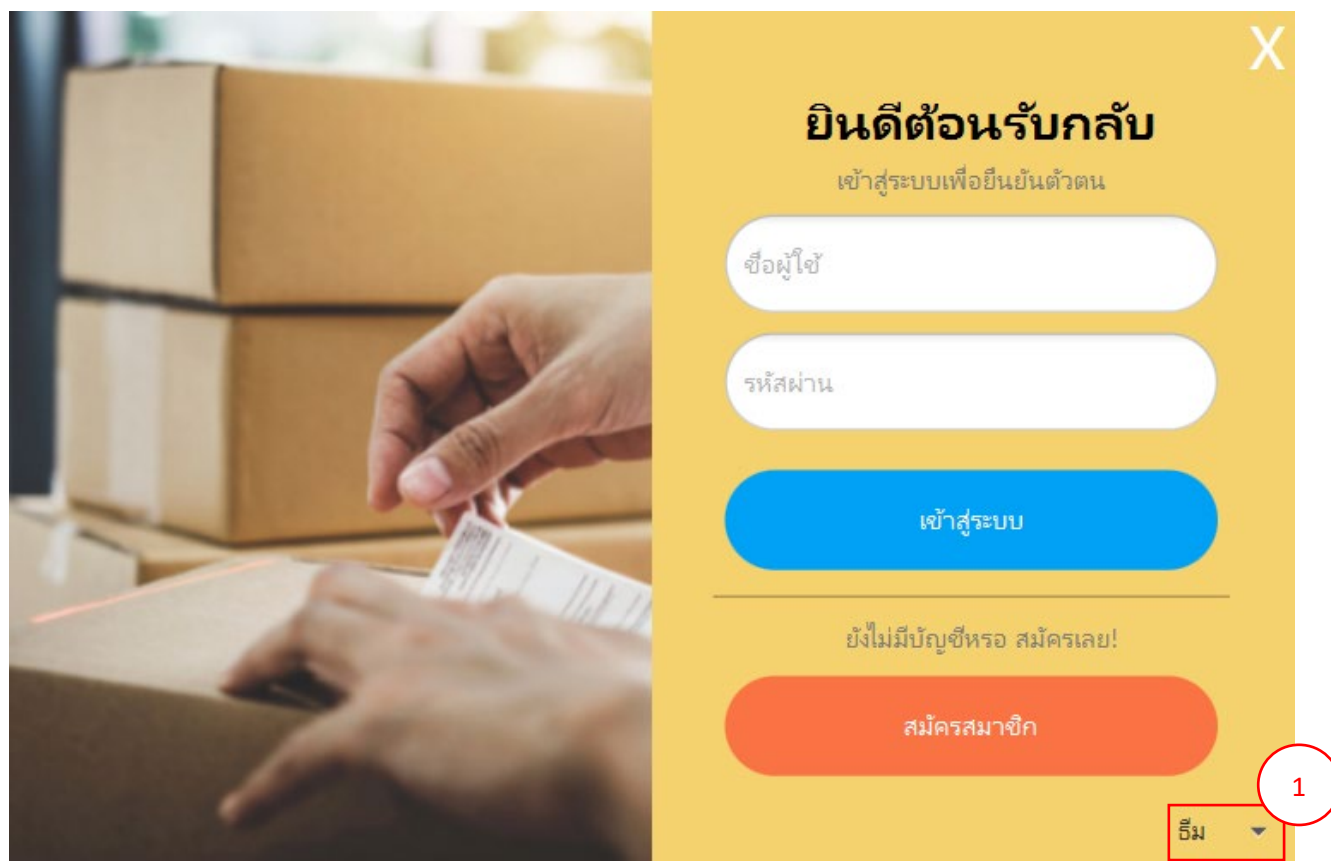 X
ยินดีต้อนรับกลับ
เข้าสู่ระบบเพื่อยืนยันตัวตน
ชื่อผู้ใช้
รหัสผ่าน
เข้าสู่ระบบ
ยังไม่มีบัญชีหรอ สมัครเลย!
สมัครสมาชิก
1
ธีม